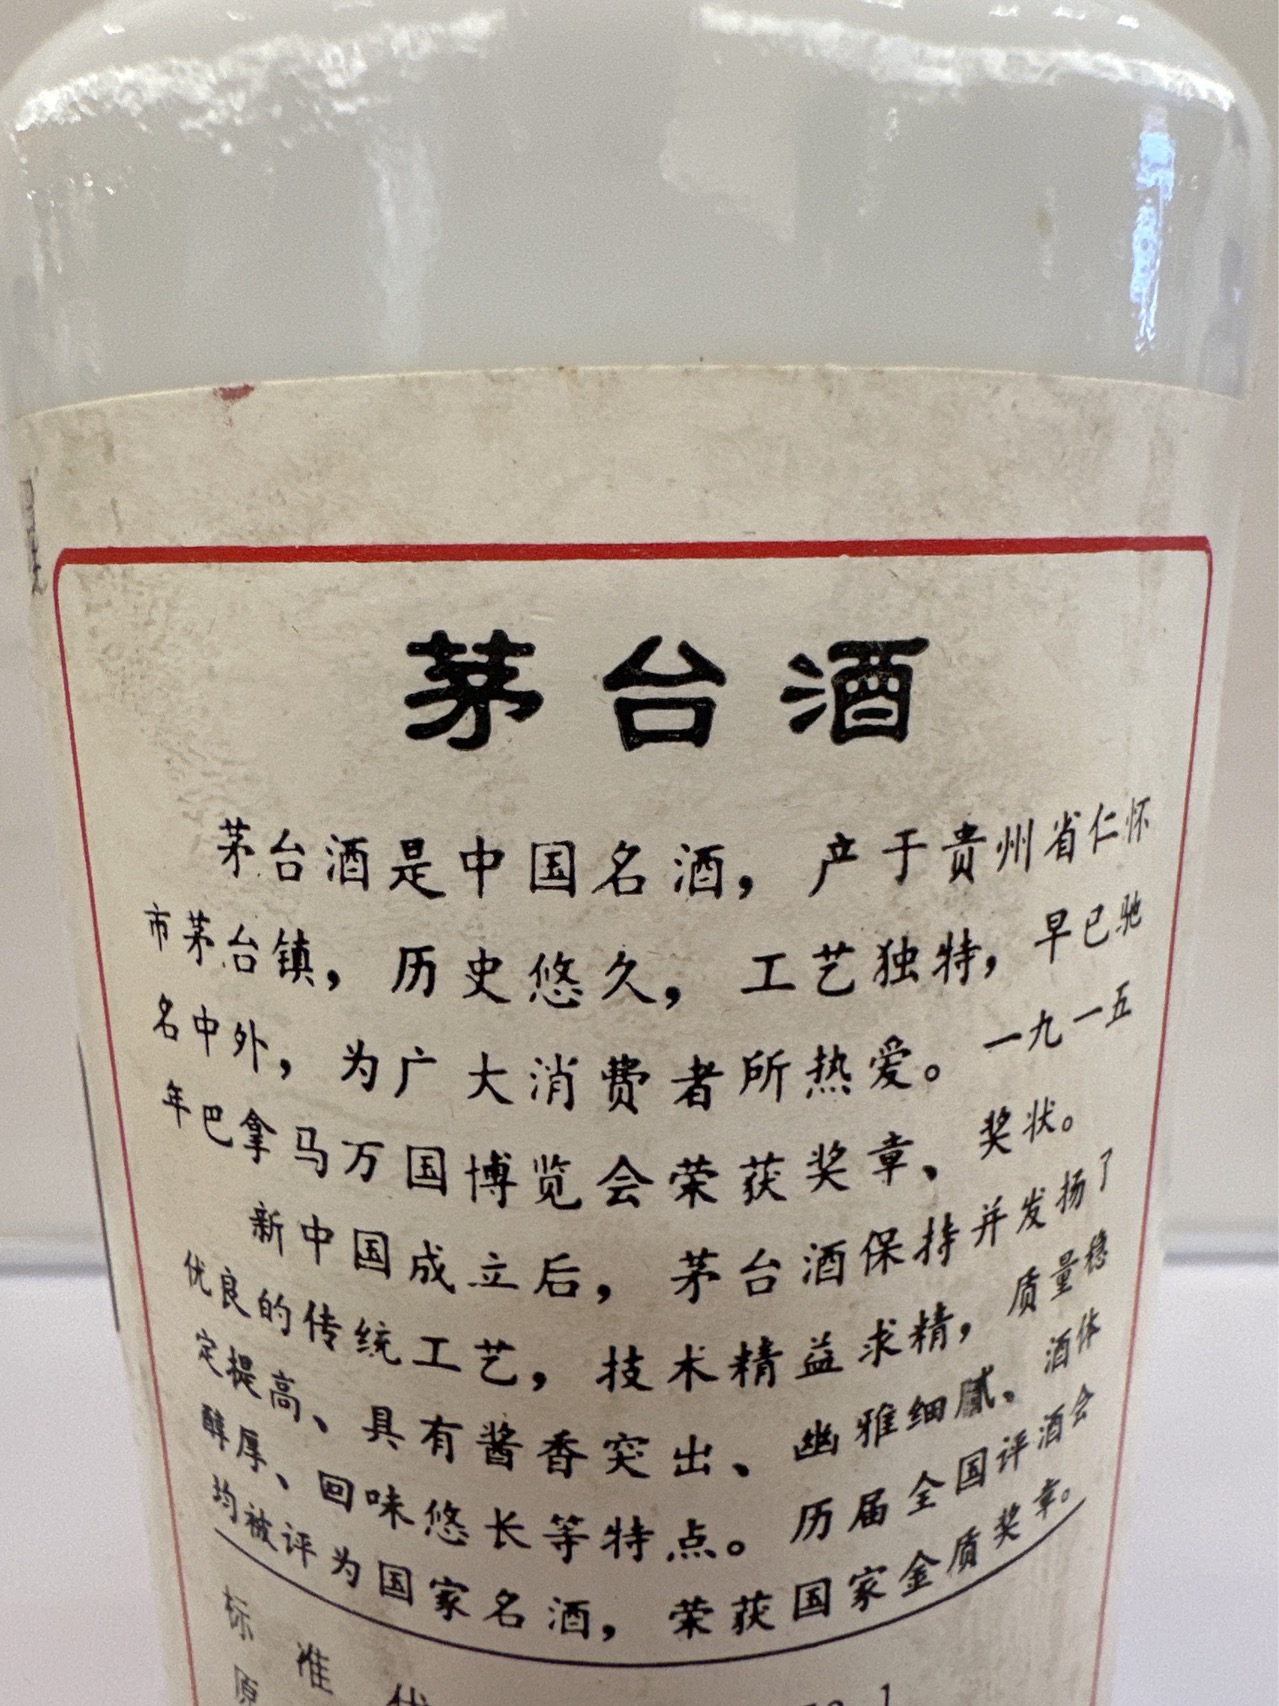 茅台酒
茅台酒是中国名酒，产于贵州省仁怀
市茅台镇，历史悠久，工艺独特，早已驰
名中外，为广大消费者所热爱。一九一五
年巴拿马万国博览会荣获奖章、奖状。
新中国成立后，茅台酒保持并发扬了
优良的传统工艺，技术精益求精，质量稳
定提高、具有酱香突出、幽雅细腻、酒体
醇厚、回味悠长等特点。历届全国评酒会
均被评为国家名酒，荣获国家金质奖章。
标准代
原